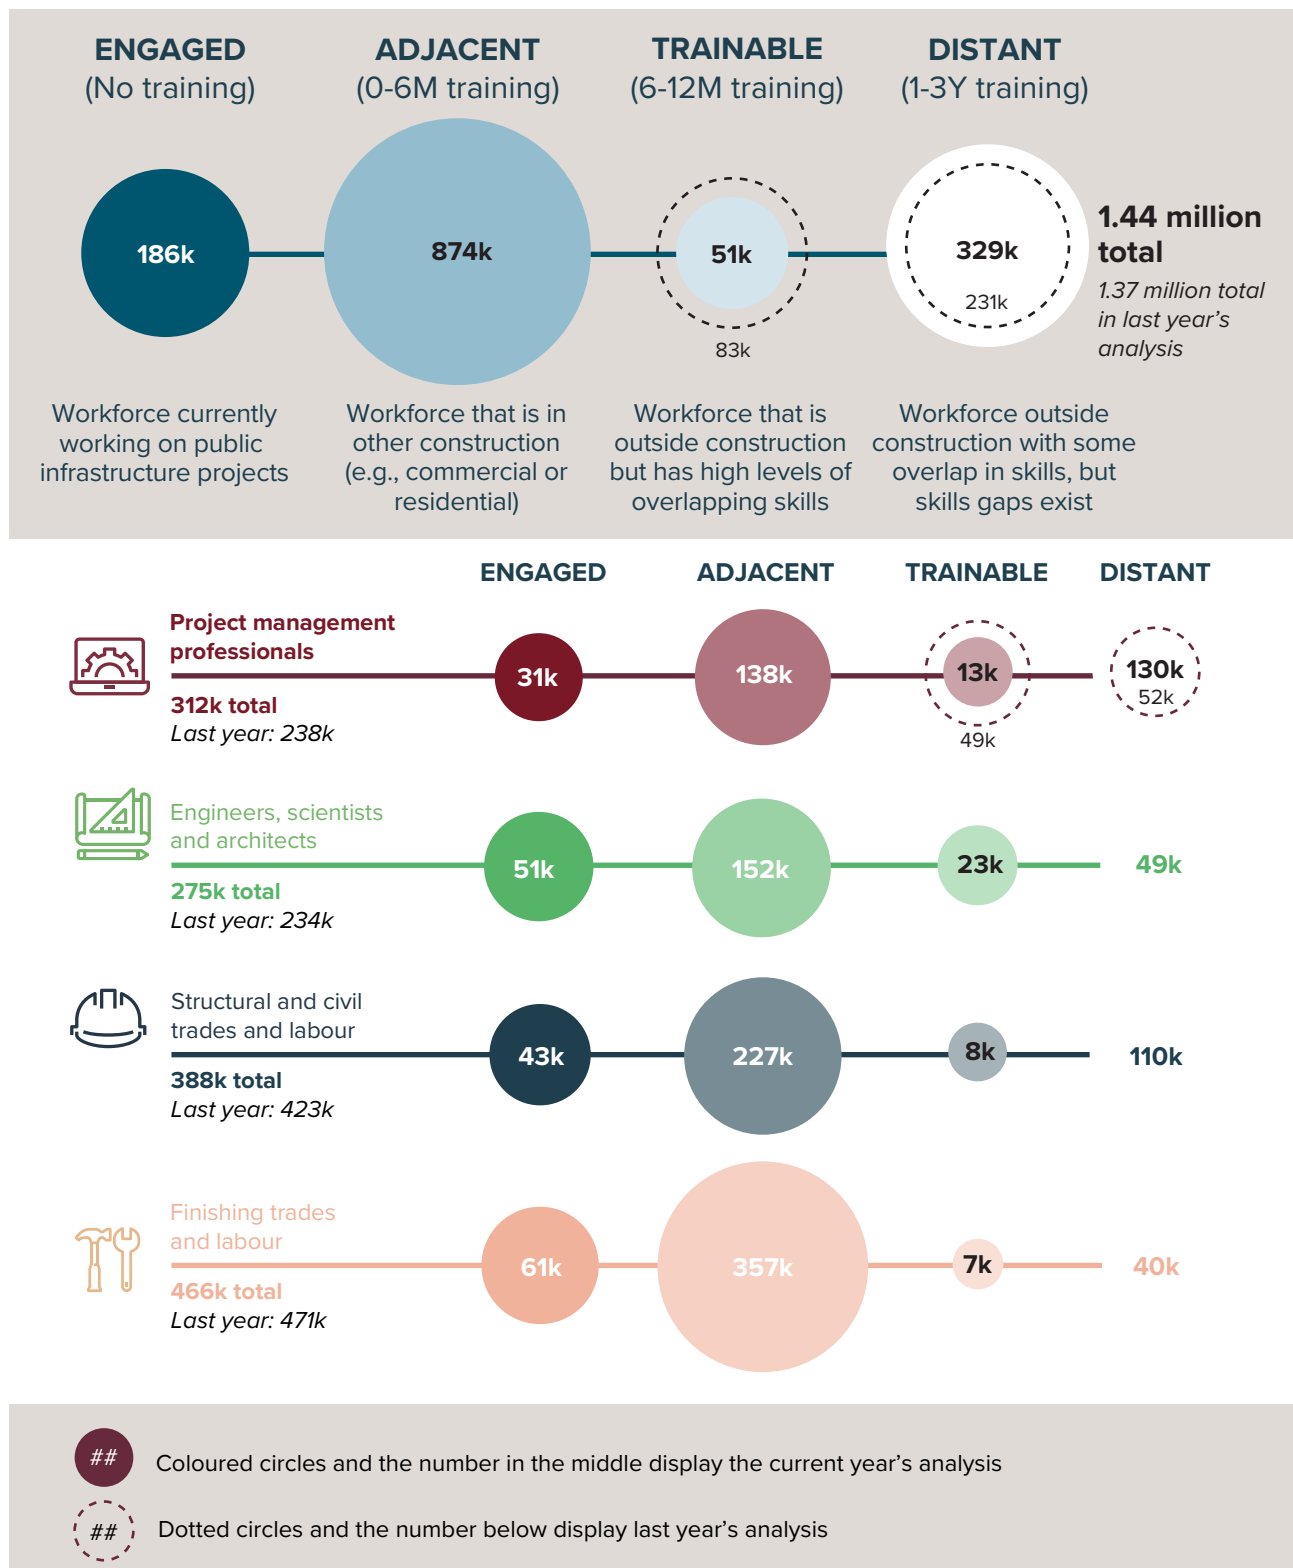 ENGAGED
(No training)
ADJACENT
(0-6M training)
TRAINABLE
(6-12M training)
DISTANT
(1-3Y training)
186k
874k
51k
83k
329k
231k
1.44 million
total
1.37 million total
in last year's
analysis
Workforce currently
working on public
infrastructure projects
Workforce that is in
other construction
(e.g., commercial or
residential)
Workforce that is
outside construction
but has high levels of
overlapping skills
Workforce outside
construction with some
overlap in skills, but
skills gaps exist
ENGAGED ADJACENT TRAINABLE DISTANT
Project management
professionals
312k total
Last year: 238k
31k
138k
13k
49k
130k
52k
Engineers, scientists
and architects
275k total
Last year: 234k
51k
152k
23k
49k
Structural and civil
trades and labour
388k total
Last year: 423k
43k
227k
8k
110k
Finishing trades
and labour
466k total
Last year: 471k
61k
357k
7k
40k
## Coloured circles and the number in the middle display the current year's analysis
## Dotted circles and the number below display last year's analysis